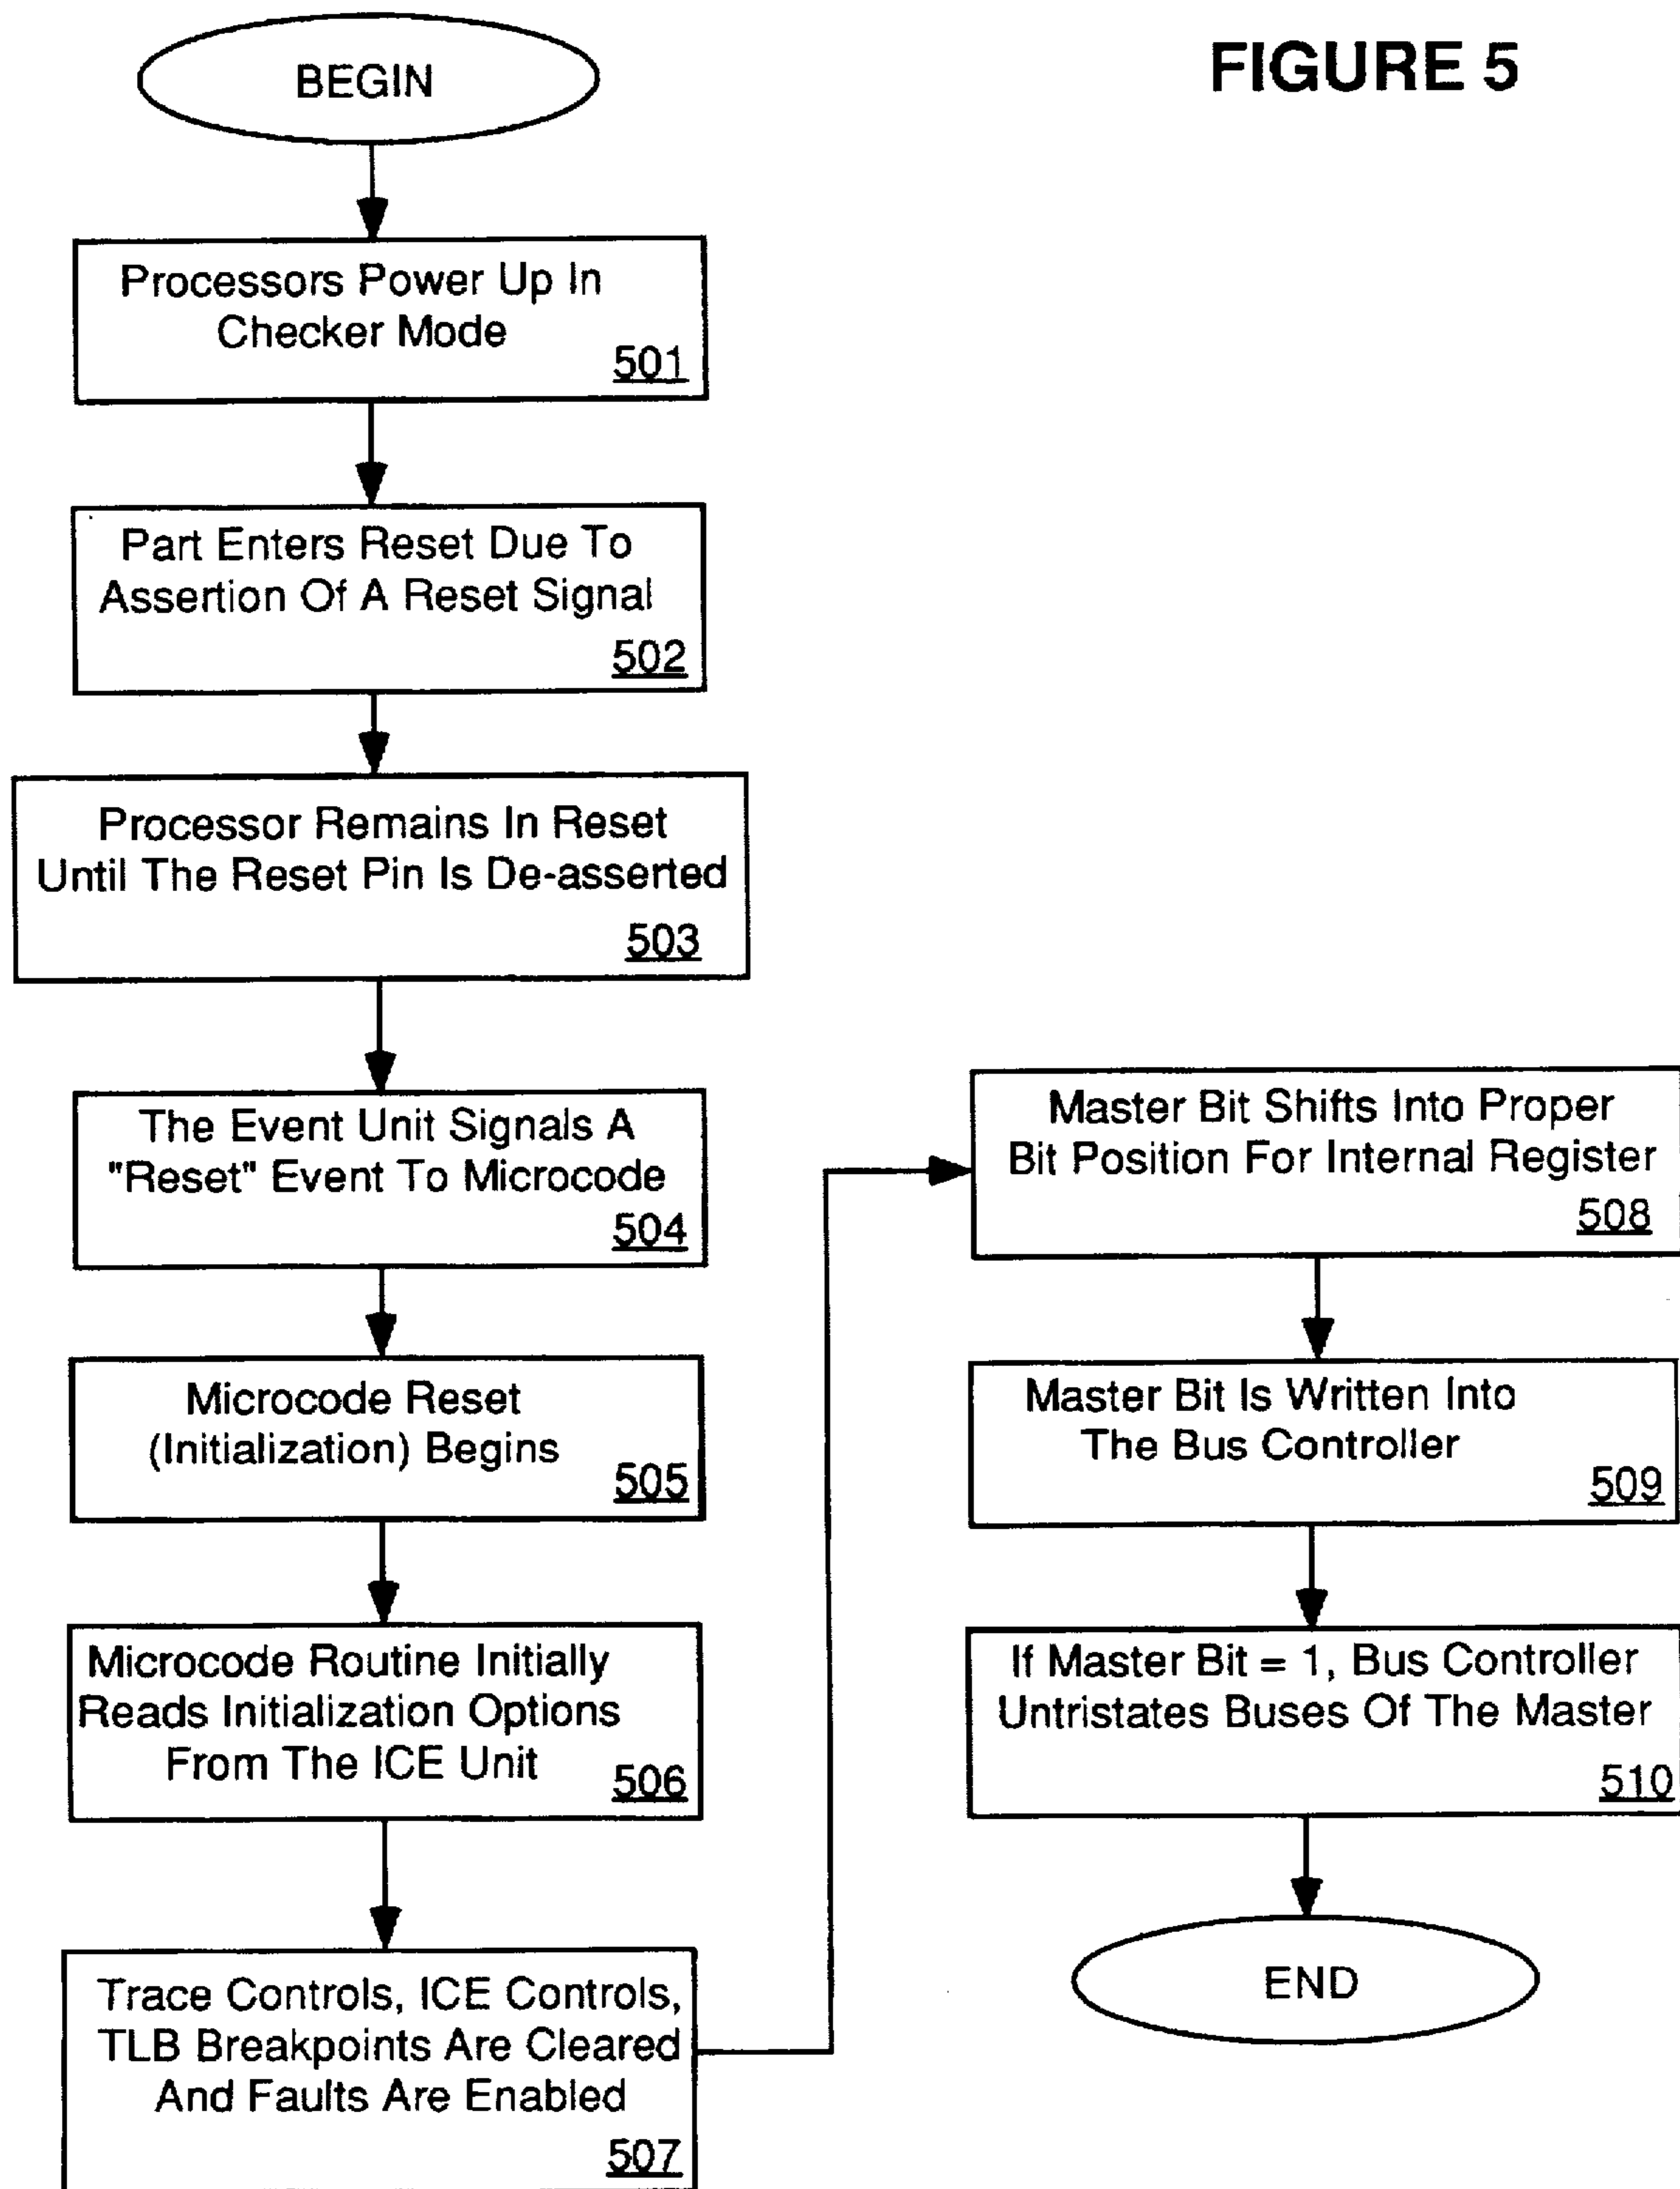 FIGURE 5
BEGIN
Processors Power Up In
Checker Mode
501
Part Enters Reset Due To
Assertion Of A Reset Signal
502
Processor Remains In Reset
Until The Reset Pin Is De-asserted
503
The Event Unit Signals A
"Reset" Event To Microcode
504
Microcode Reset
(Initialization) Begins
505
Microcode Routine Initially
Reads Initialization Options
From The ICE Unit
506
Trace Controls, ICE Controls,
TLB Breakpoints Are Cleared
And Faults Are Enabled
507
Master Bit Shifts Into Proper
Bit Position For Internal Register
508
Master Bit Is Written Into
The Bus Controller
509
If Master Bit = 1, Bus Controller
Untristates Buses Of The Master
510
END